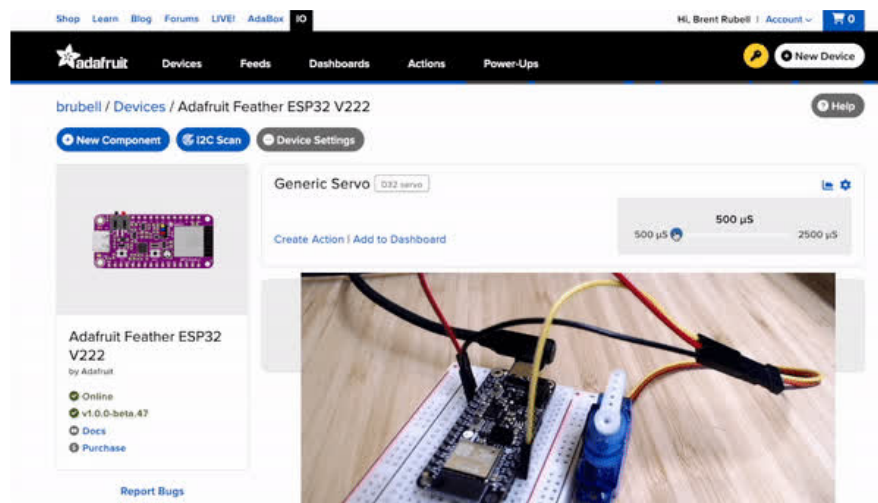 Shop Learn Blog Forums LIVE! AdaBox IO
Hi, Brent Rubell | Account 0
adafruit Devices Feeds Dashboards Actions Power-Ups New Device
brubell / Devices / Adafruit Feather ESP32 V222
Help
New Component I2C Scan Device Settings
Generic Servo D32 servo
500 µS
500 µS 2500 µS
Create Action | Add to Dashboard
Adafruit Feather ESP32
V222
by Adafruit
Online
v1.0.0-beta.47
Docs
Purchase
Report Bugs